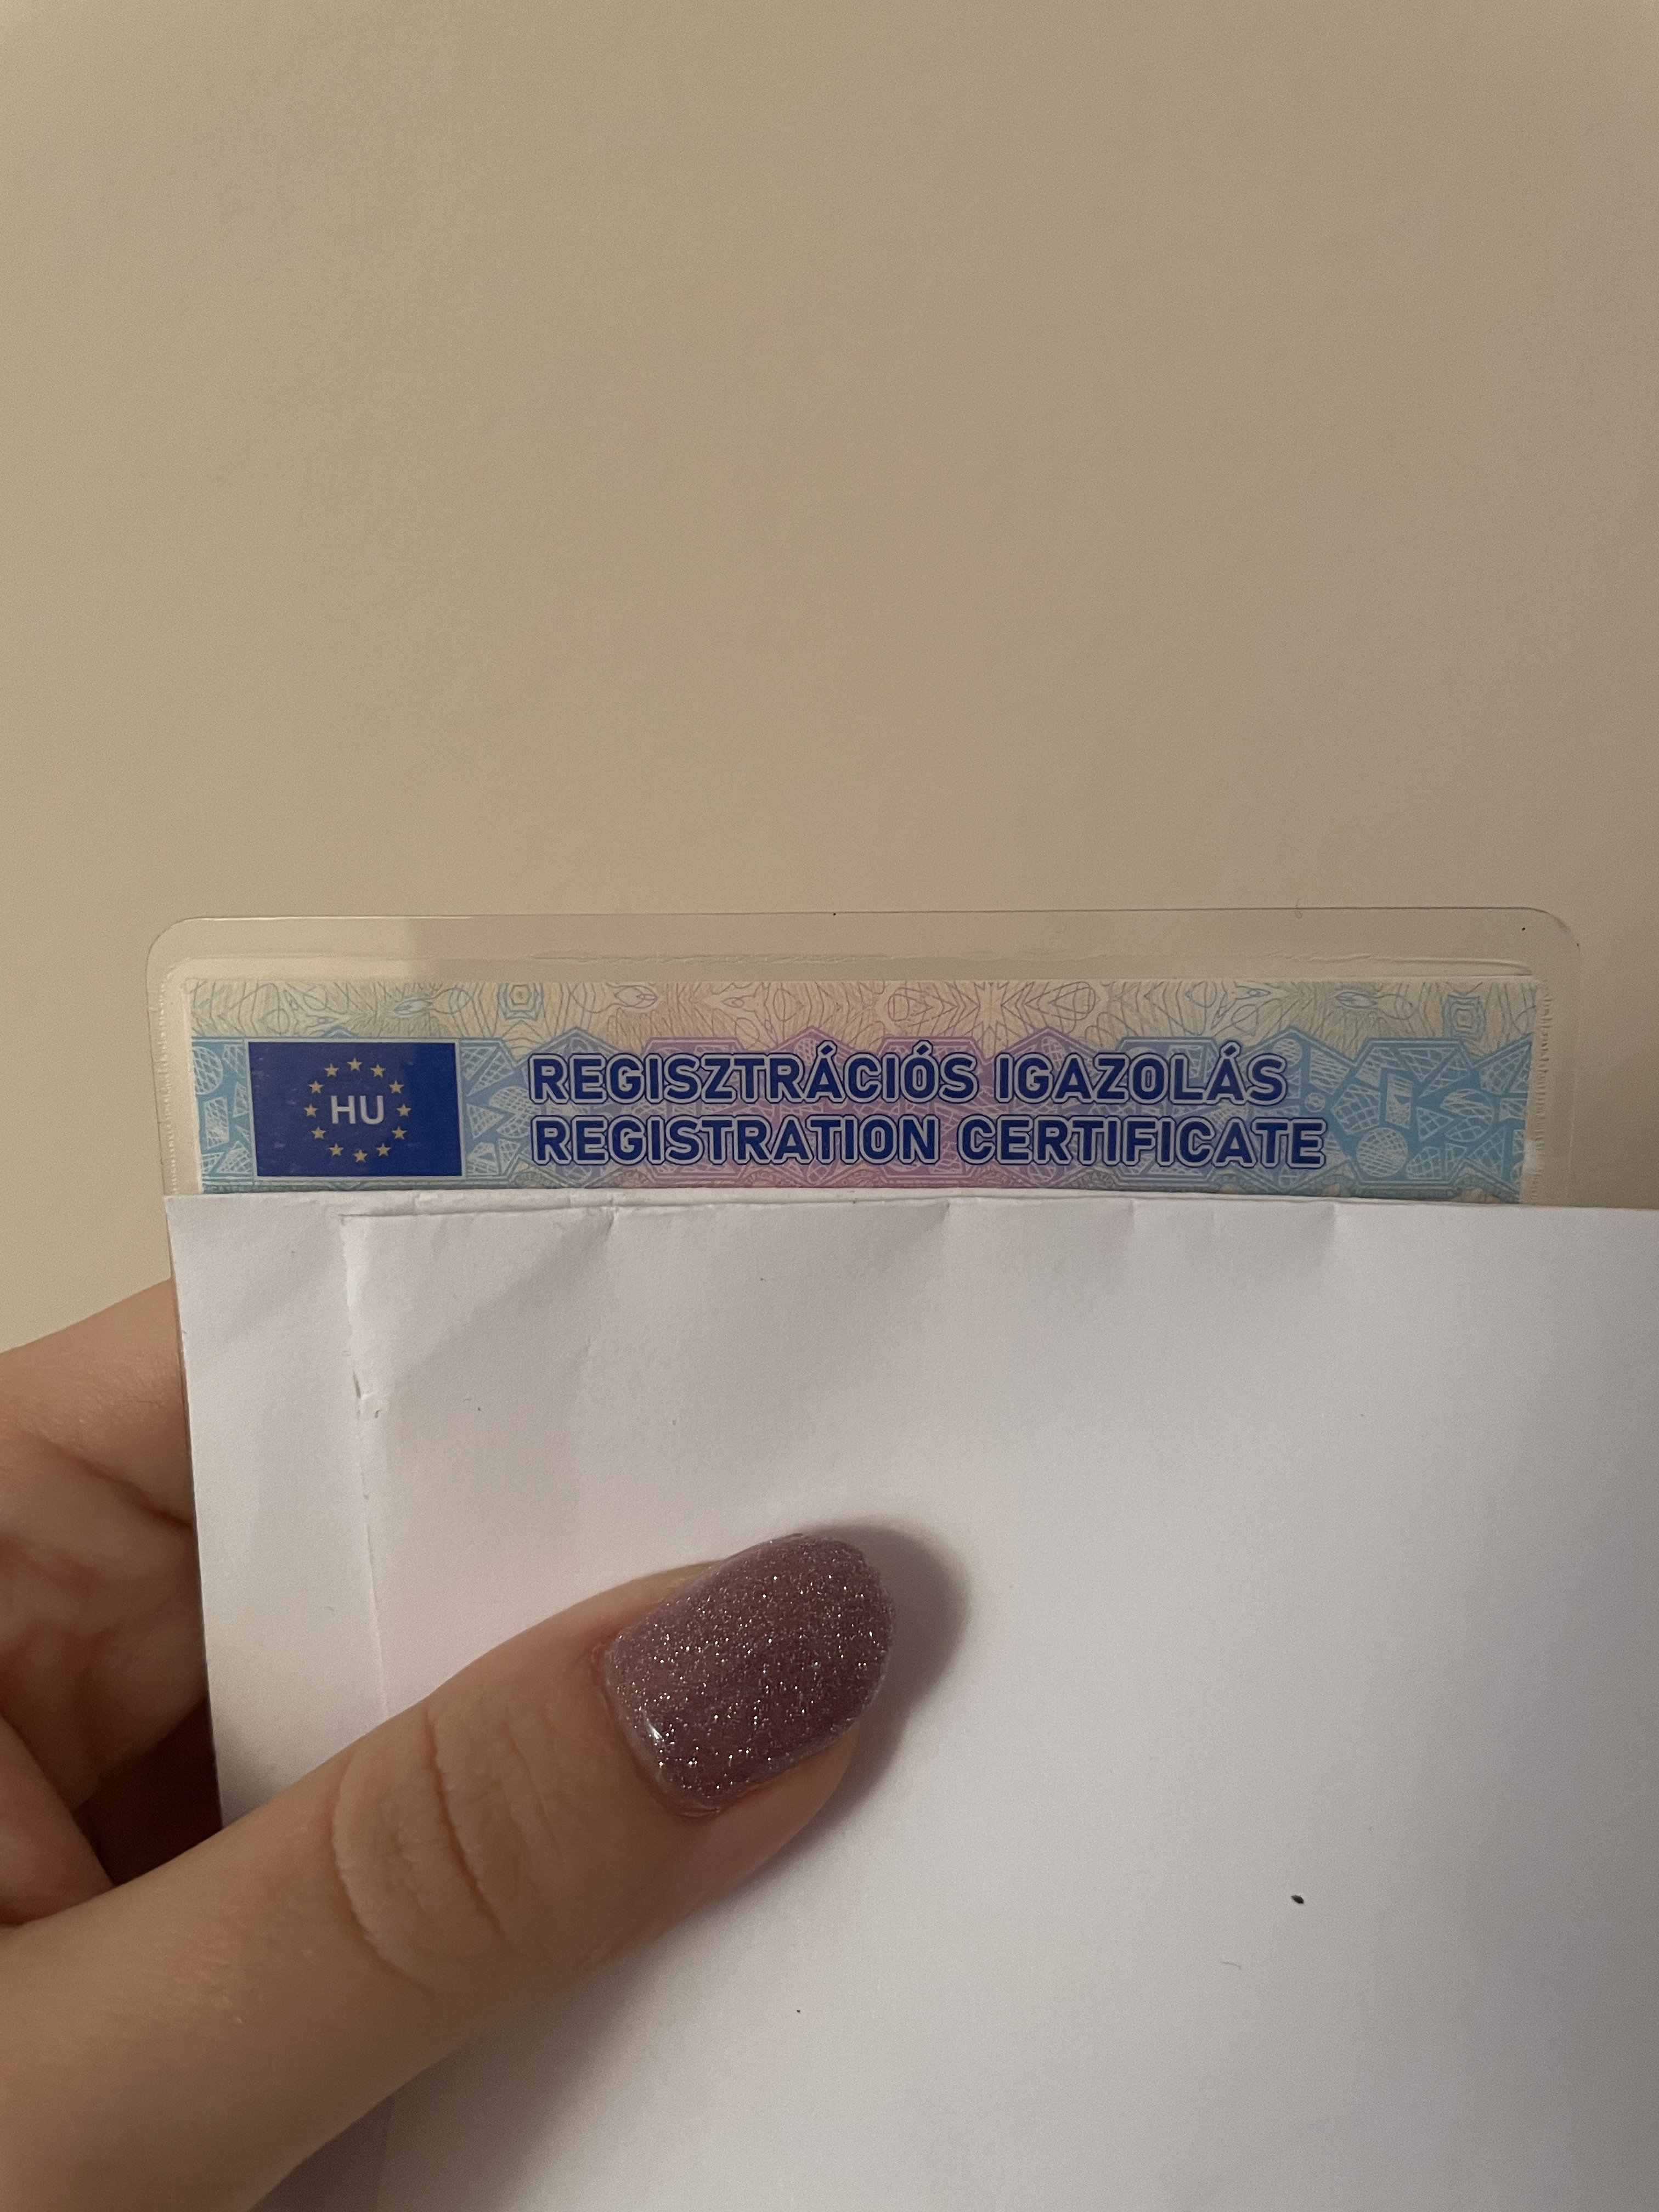 HU
REGISZTRÁCIÓS IGAZOLÁS
REGISTRATION CERTIFICATE